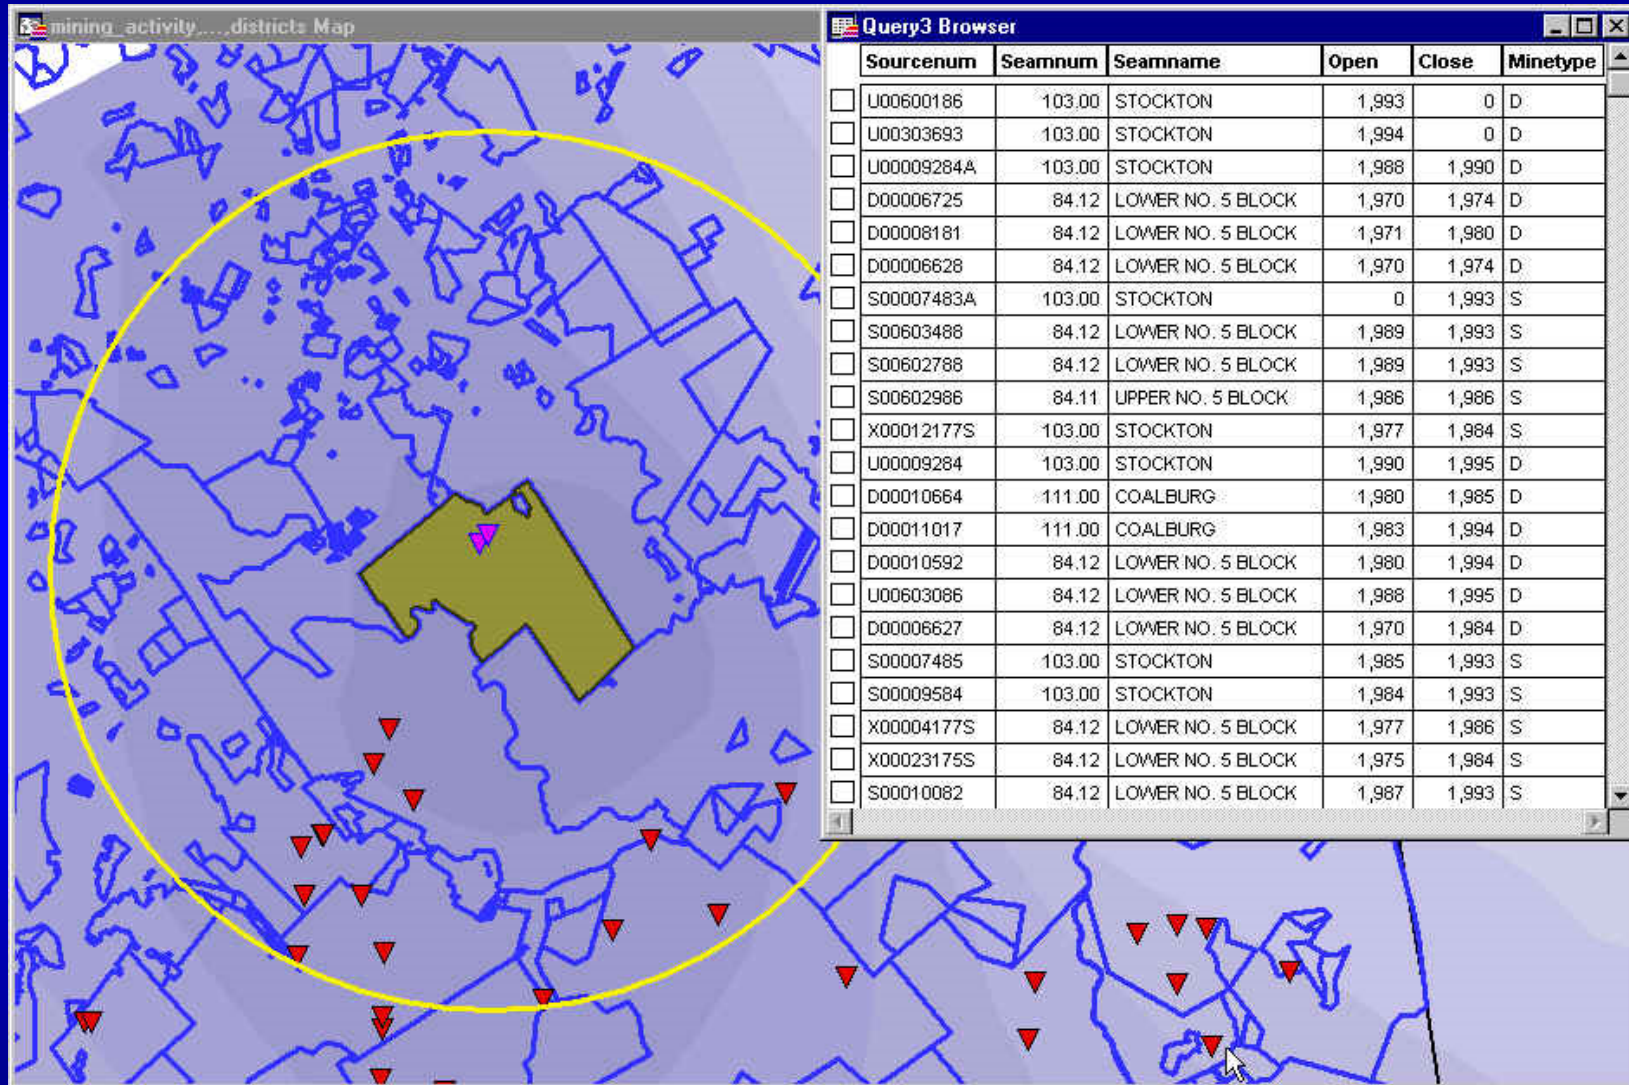 mining_activity,...,districts Map
Query3 Browser
Sourcenum Seamnum Seamname Open Close Minetype
U00600186 103.00 STOCKTON 1,993 0 D
U00303693 103.00 STOCKTON 1,994 0 D
U00009284A 103.00 STOCKTON 1,988 1,990 D
D00006725 84.12 LOWER NO. 5 BLOCK 1,970 1,974 D
D00008181 84.12 LOWER NO. 5 BLOCK 1,971 1,980 D
D00006628 84.12 LOWER NO. 5 BLOCK 1,970 1,974 D
S00007483A 103.00 STOCKTON 0 1,993 S
S00603488 84.12 LOWER NO. 5 BLOCK 1,989 1,993 S
S00602788 84.12 LOWER NO. 5 BLOCK 1,989 1,993 S
S00602986 84.11 UPPER NO. 5 BLOCK 1,986 1,986 S
X00012177S 103.00 STOCKTON 1,977 1,984 S
U00009284 103.00 STOCKTON 1,990 1,995 D
D00010664 111.00 COALBURG 1,980 1,985 D
D00011017 111.00 COALBURG 1,983 1,994 D
D00010592 84.12 LOWER NO. 5 BLOCK 1,980 1,994 D
U00603086 84.12 LOWER NO. 5 BLOCK 1,988 1,995 D
D00006627 84.12 LOWER NO. 5 BLOCK 1,970 1,984 D
S00007485 103.00 STOCKTON 1,985 1,993 S
S00009584 103.00 STOCKTON 1,984 1,993 S
X00004177S 84.12 LOWER NO. 5 BLOCK 1,977 1,986 S
X00023175S 84.12 LOWER NO. 5 BLOCK 1,975 1,984 S
S00010082 84.12 LOWER NO. 5 BLOCK 1,987 1,993 S